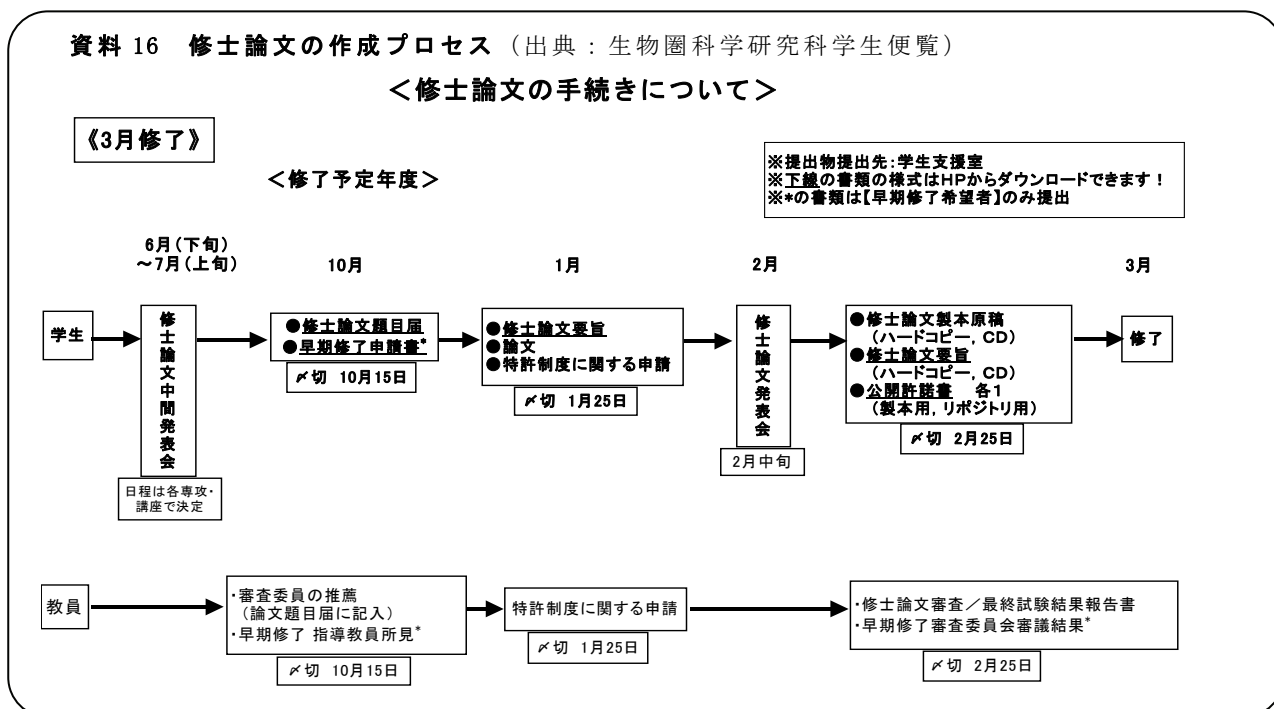 資料 16　修士論文の作成プロセス（出典：生物圏科学研究科学生便覧）
＜修士論文の手続きについて＞
《3月修了》
＜修了予定年度＞
※提出物提出先：学生支援室
※下線の書類の様式はHPからダウンロードできます！
※*の書類は【早期修了希望者】のみ提出
6月(下旬)
～7月(上旬)
10月
1月
2月
3月
学生
修士論文中間発表会
日程は各専攻・
講座で決定
●修士論文題目届
●早期修了申請書*
〆切 10月15日
●修士論文要旨
●論文
●特許制度に関する申請
〆切 1月25日
修士論文発表会
2月中旬
●修士論文製本原稿
(ハードコピー, CD)
●修士論文要旨
(ハードコピー, CD)
●公開許諾書　各1
(製本用, リポジトリ用)
〆切 2月25日
修了
教員
・審査委員の推薦
(論文題目届に記入)
・早期修了 指導教員所見*
〆切 10月15日
特許制度に関する申請
〆切 1月25日
・修士論文審査／最終試験結果報告書
・早期修了審査委員会審議結果*
〆切 2月25日